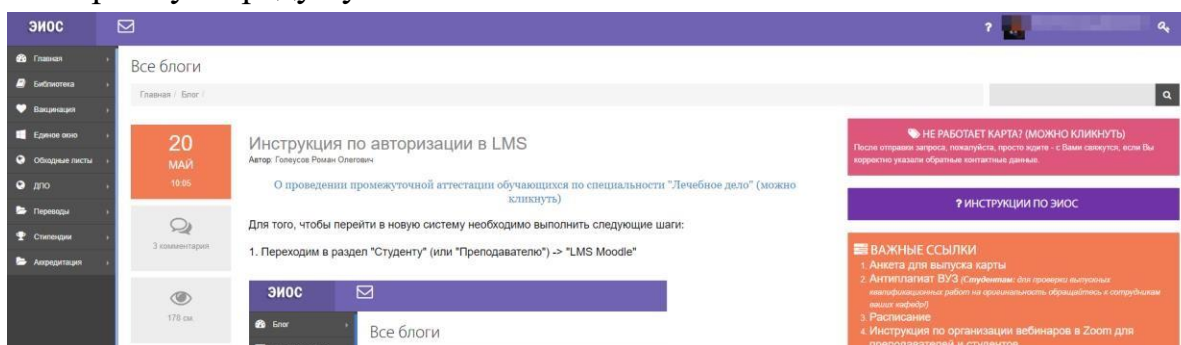 ЭИОС
?
Главная
Библиотека
Вакцинация
Единое окно
Обходные листы
ДПО
Переводы
Стипендии
Аккредитация
Все блоги
Главная / Блог /
20
МАЙ
10:05
3 комментария
178 см.
Инструкция по авторизации в LMS
Автор: Голеусов Роман Олегович
О проведении промежуточной аттестации обучающихся по специальности "Лечебное дело" (можно
кликнуть)
Для того, чтобы перейти в новую систему необходимо выполнить следующие шаги:
1. Переходим в раздел "Студенту" (или "Преподавателю") -> "LMS Moodle"
ЭИОС
Блог
Все блоги
НЕ РАБОТАЕТ КАРТА? (МОЖНО КЛИКНУТЬ)
После отправки запроса, пожалуйста, просто ждите - с Вами свяжутся, если Вы
корректно указали обратные контактные данные.
? ИНСТРУКЦИИ ПО ЭИОС
ВАЖНЫЕ ССЫЛКИ
1. Анкета для выпуска карты
2. Антиплагиат ВУЗ (Студентам: для проверки выпускных
квалификационных работ на оригинальность обращайтесь к сотрудникам
ваших кафедр!)
3. Расписание
4. Инструкция по организации вебинаров в Zoom для
преподавателей и студентов